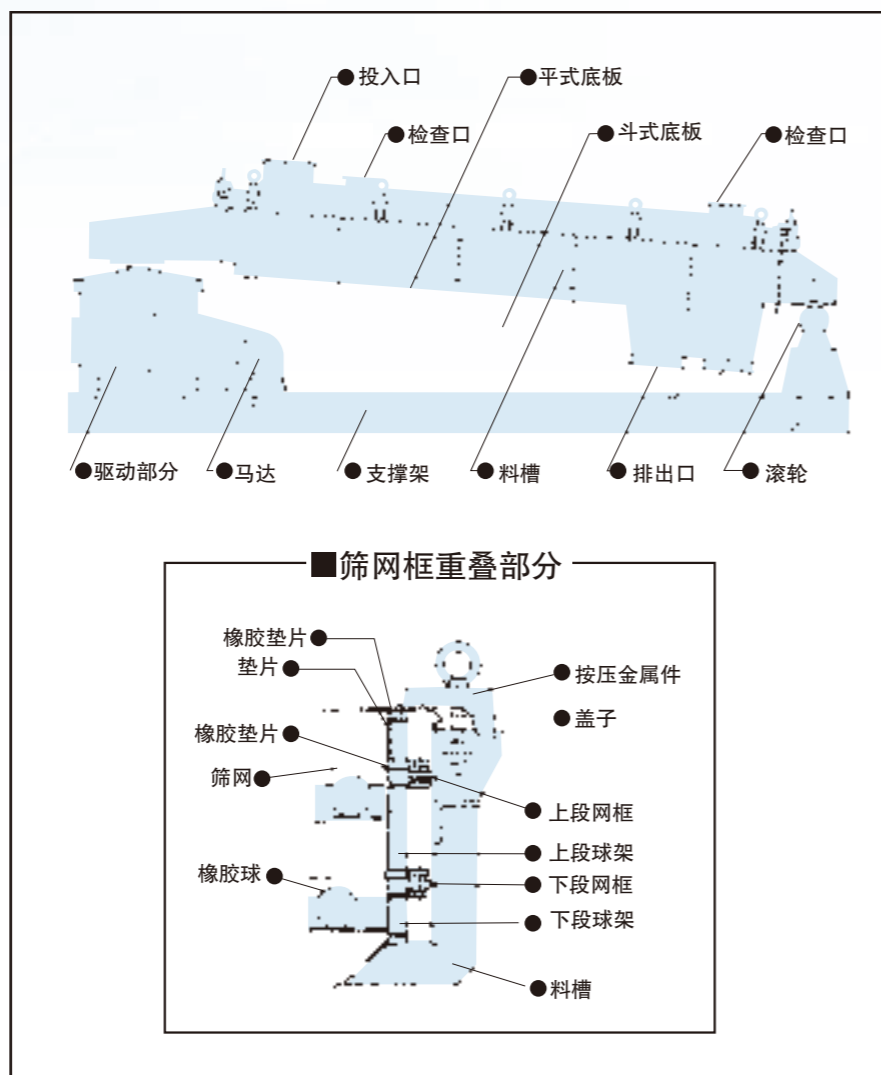 ●投入口
●平式底板
●检查口
●斗式底板
●检查口
●驱动部分
●马达
●支撑架
●料槽
●排出口
●滚轮
■筛网框重叠部分
橡胶垫片●
垫片●
橡胶垫片●
筛网●
橡胶球●
●按压金属件
●盖子
●上段网框
●上段球架
●下段网框
●下段球架
●料槽